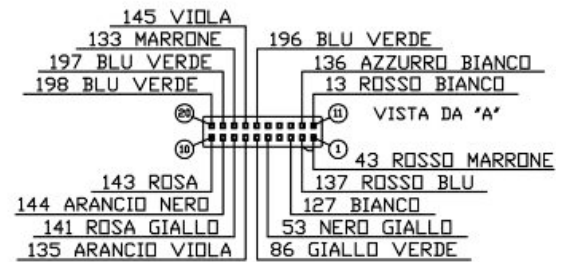 145 VIOLA
133 MARRONE
196 BLU VERDE
197 BLU VERDE
136 AZZURRO BIANCO
198 BLU VERDE
13 ROSSO BIANCO
20
11
VISTA DA "A"
10
1
43 ROSSO MARRONE
143 ROSA
137 ROSSO BLU
144 ARANCIO NERO
127 BIANCO
141 ROSA GIALLO
53 NERO GIALLO
135 ARANCIO VIOLA
86 GIALLO VERDE